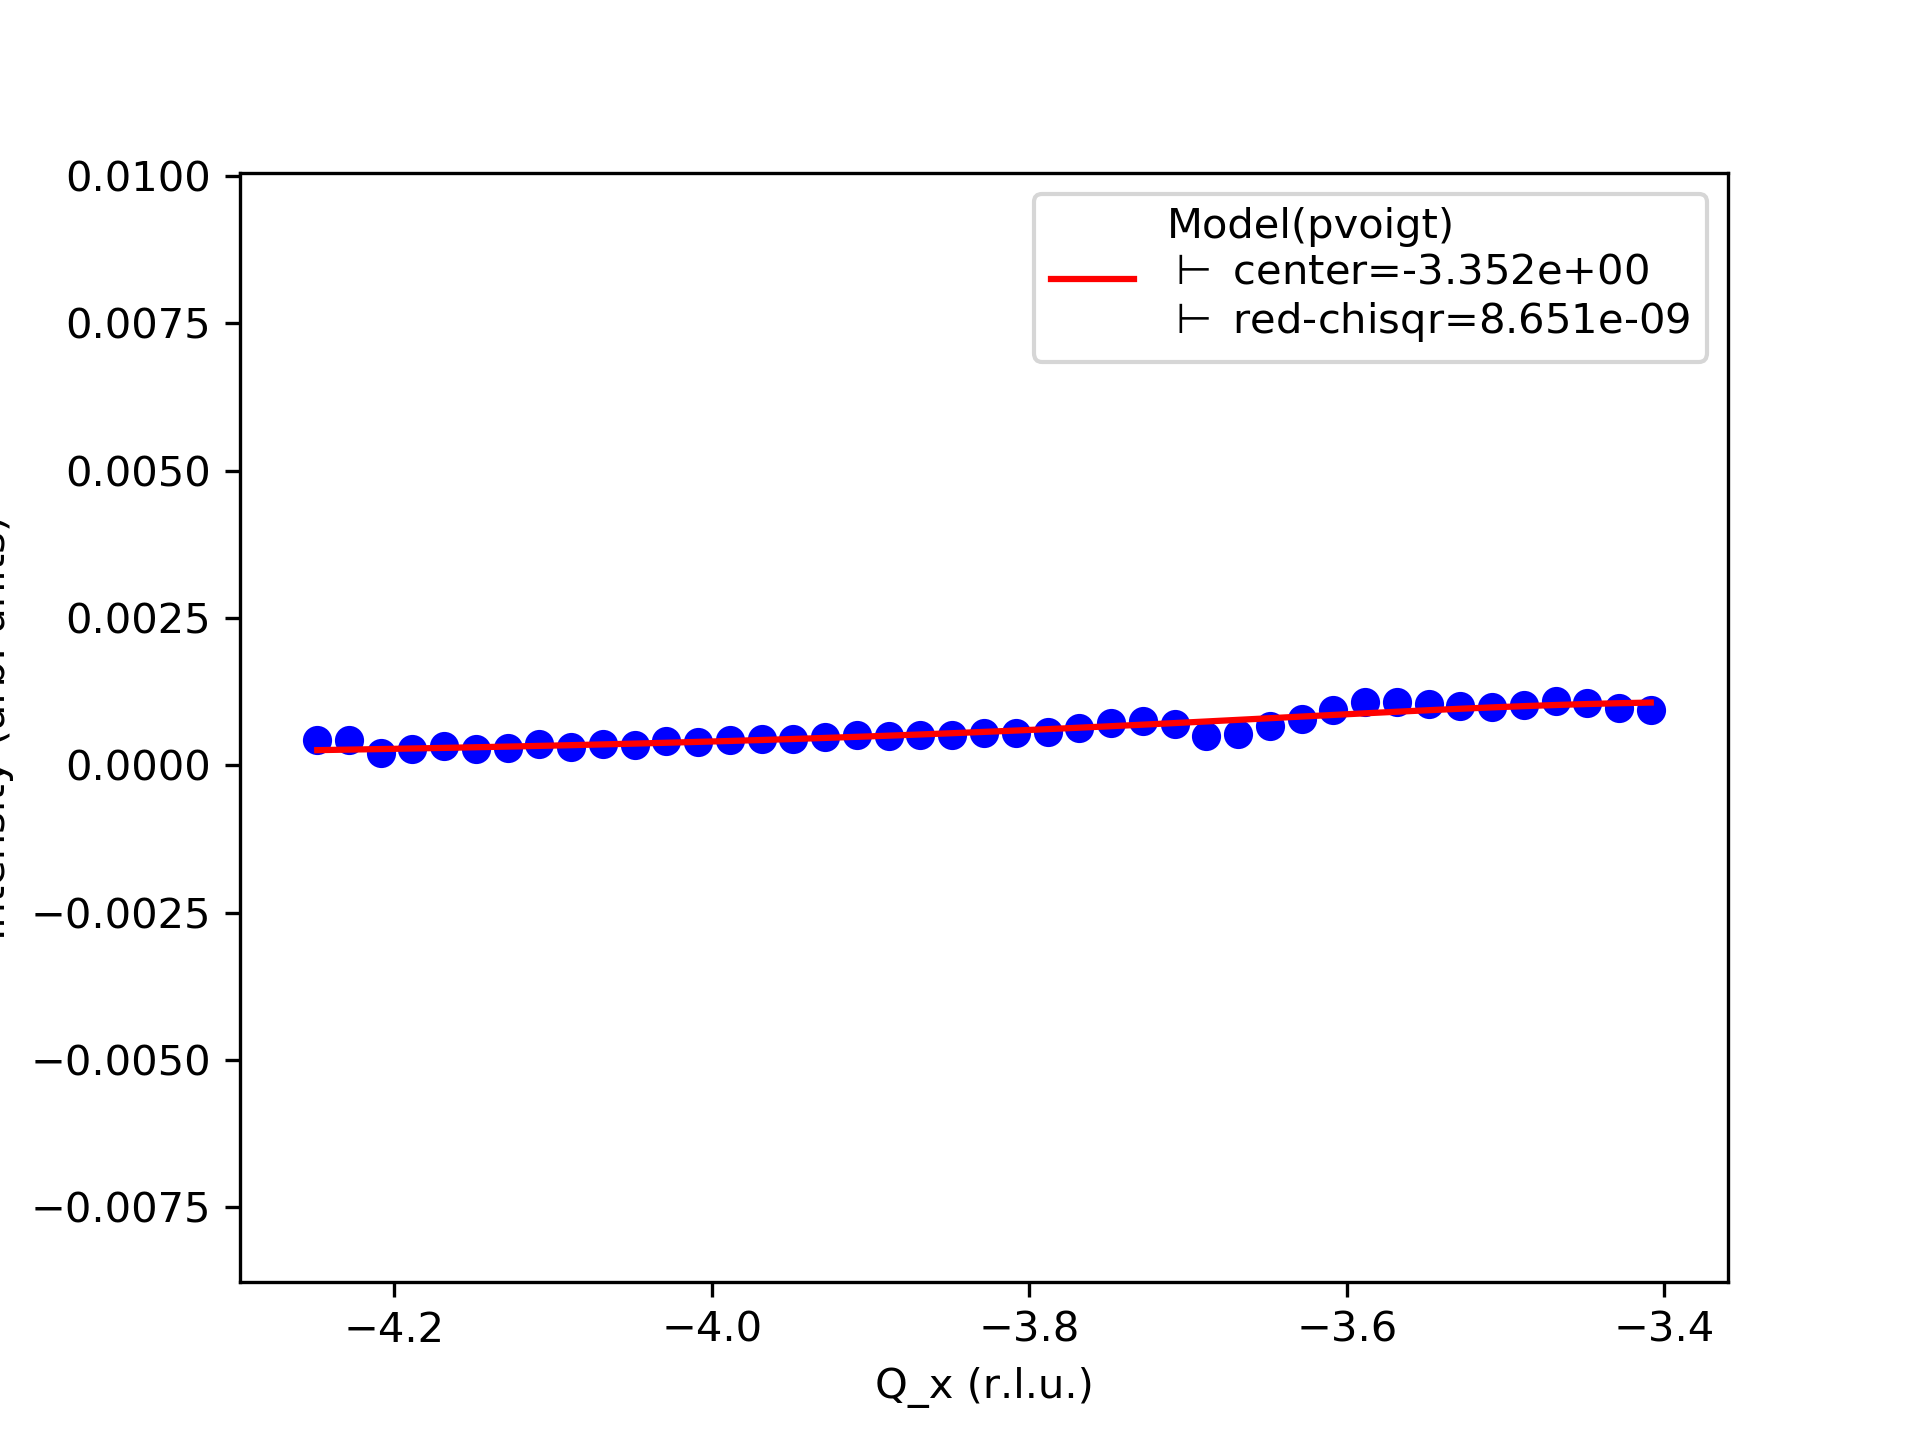 0.0100
0.0075
0.0050
0.0025
0.0000
−0.0025
−0.0050
−0.0075
Model(pvoigt)
⊢ center=-3.352e+00
⊢ red-chisqr=8.651e-09
−4.2 −4.0 −3.8 −3.6 −3.4
Q_x (r.l.u.)